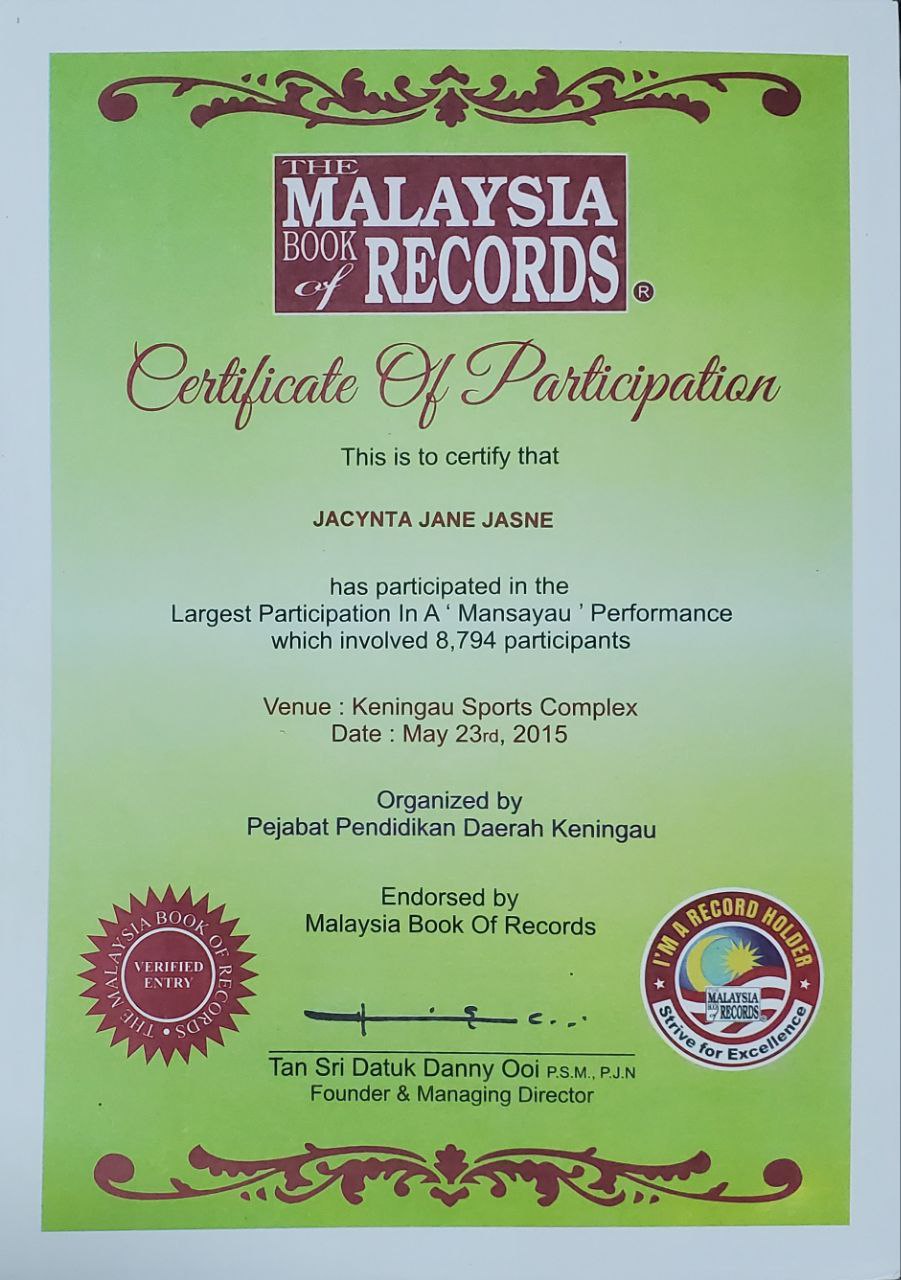 THE
MALAYSIA
BOOK
of RECORDS ®
Certificate Of Participation
This is to certify that
JACYNTA JANE JASNE
has participated in the
Largest Participation In A ‘ Mansayau ’ Performance
which involved 8,794 participants
Venue : Keningau Sports Complex
Date : May 23rd, 2015
Organized by
Pejabat Pendidikan Daerah Keningau
Endorsed by
Malaysia Book Of Records
THE MALAYSIA BOOK OF RECORDS •
VERIFIED
ENTRY
I'M A RECORD HOLDER
THE
MALAYSIA
BOOK
of RECORDS
Strive for Excellence
Tan Sri Datuk Danny Ooi P.S.M., P.J.N
Founder & Managing Director